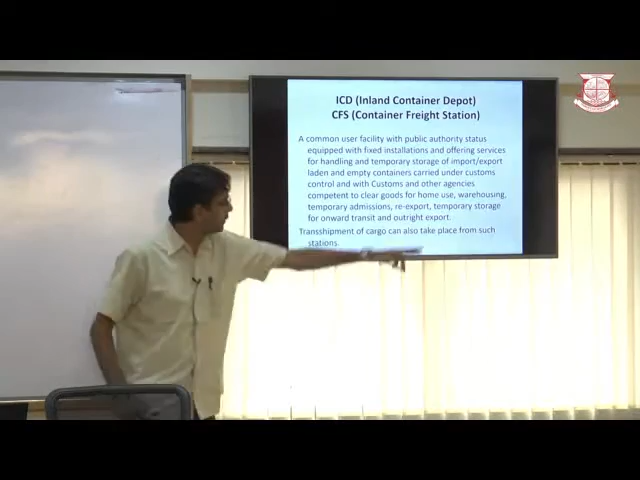 ICD (Inland Container Depot)
CFS (Container Freight Station)
A common user facility with public authority status
equipped with fixed installations and offering services
for handling and temporary storage of import/export
laden and empty containers carried under customs
control and with Customs and other agencies
competent to clear goods for home use, warehousing,
temporary admissions, re-export, temporary storage
for onward transit and outright export.
Transshipment of cargo can also take place from such
stations.